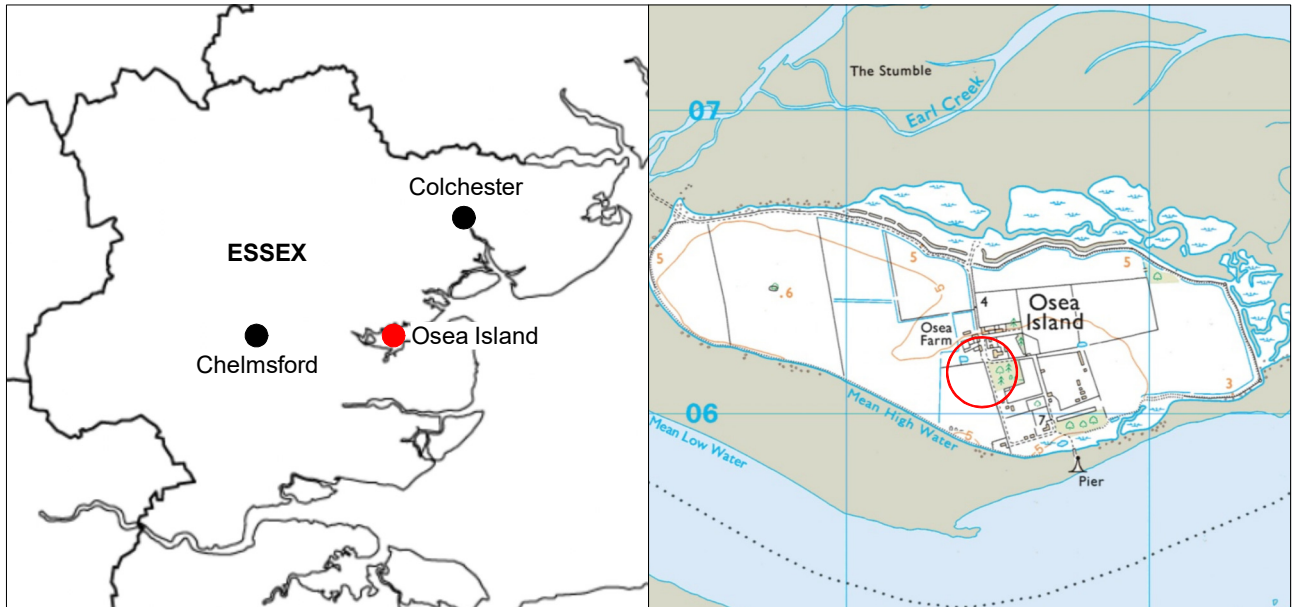 Colchester
ESSEX
Osea Island
Chelmsford
The Stumble
Earl Creek
07
5
5
5
5
.6
4
Osea
Island
Osea
Farm
3
06
Mean High Water
Mean Low Water
7
5
5
Pier